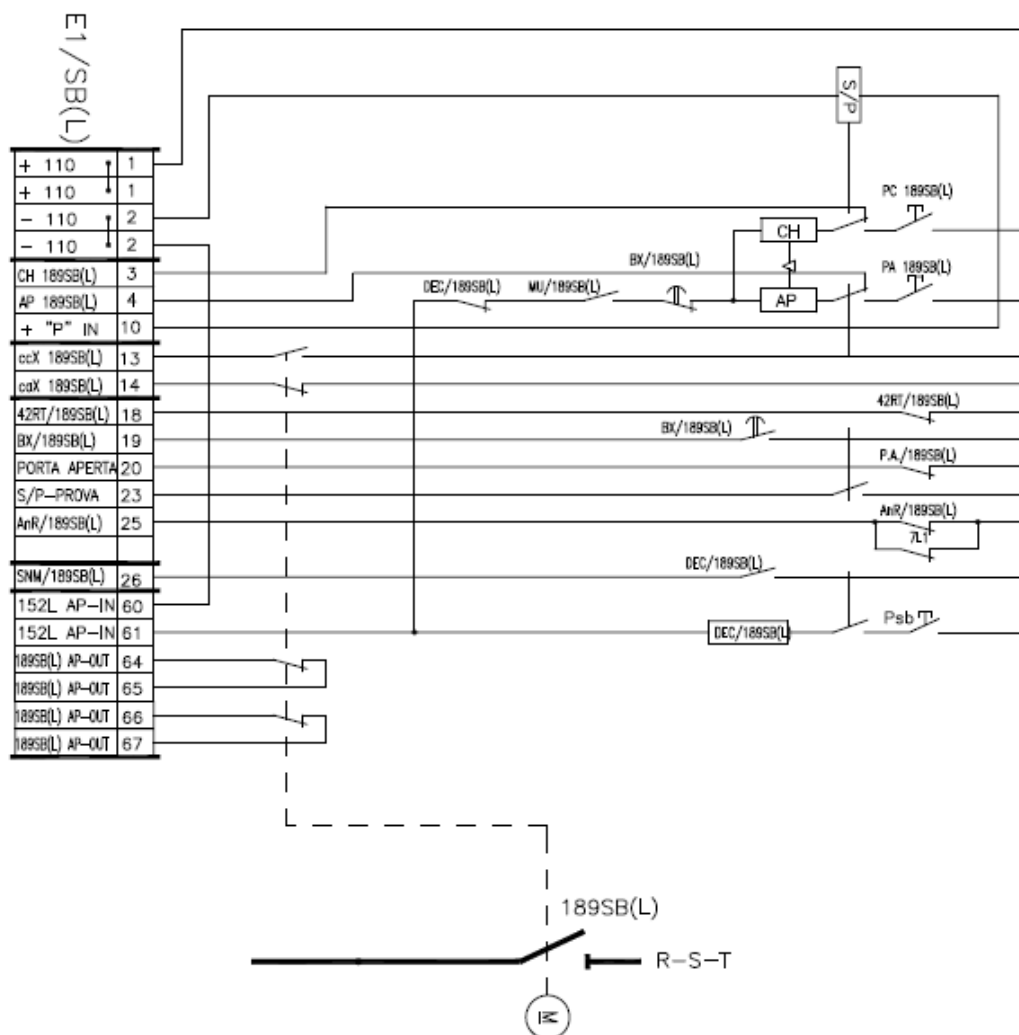 E1/SB(L)
+ 110 1
+ 110 1
- 110 2
- 110 2
CH 189SB(L) 3
AP 189SB(L) 4
+ "P" IN 10
ccX 189SB(L) 13
caX 189SB(L) 14
42RT/189SB(L) 18
BX/189SB(L) 19
PORTA APERTA 20
S/P-PROVA 23
AnR/189SB(L) 25
SNM/189SB(L) 26
152L AP-IN 60
152L AP-IN 61
189SB(L) AP-OUT 64
189SB(L) AP-OUT 65
189SB(L) AP-OUT 66
189SB(L) AP-OUT 67
S/P
PC 189SB(L)
CH
BX/189SB(L)
PA 189SB(L)
DEC/189SB(L)
MU/189SB(L)
AP
42RT/189SB(L)
BX/189SB(L)
P.A./189SB(L)
AnR/189SB(L)
7L1
DEC/189SB(L)
DEC/189SB(L)
Psb
189SB(L)
R-S-T
M